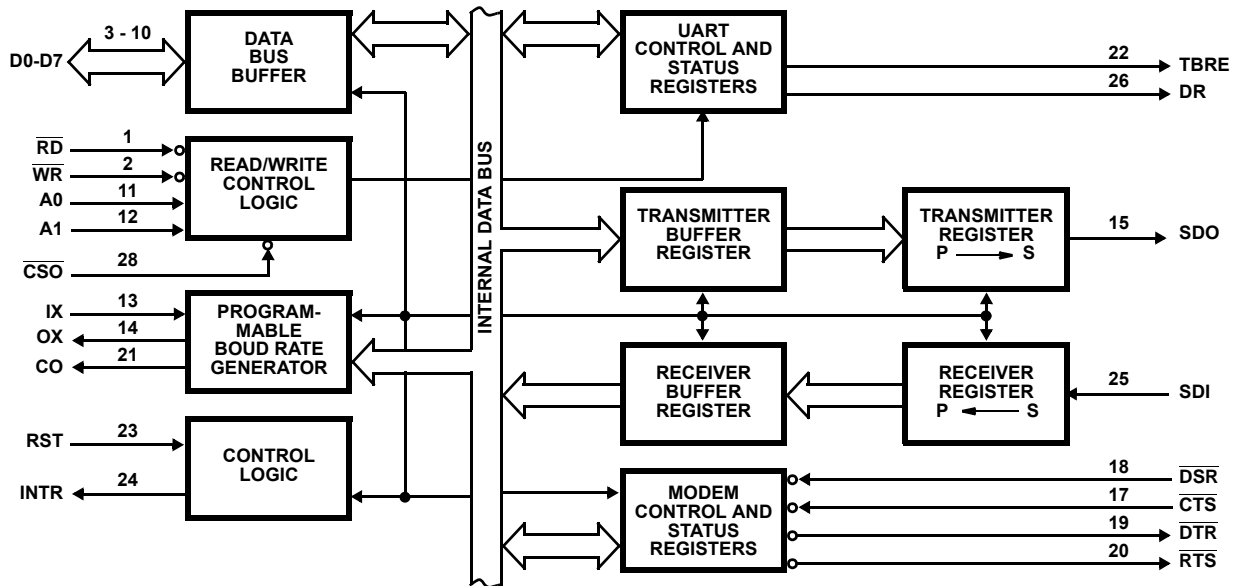 D0-D7
3 - 10
DATA
BUS
BUFFER
RD
1
WR
2
A0
11
A1
12
CSO
28
READ/WRITE
CONTROL
LOGIC
IX
13
OX
14
CO
21
PROGRAM-
MABLE
BOUD RATE
GENERATOR
RST
23
INTR
24
CONTROL
LOGIC
INTERNAL DATA BUS
UART
CONTROL AND
STATUS
REGISTERS
22
TBRE
26
DR
TRANSMITTER
BUFFER
REGISTER
TRANSMITTER
REGISTER
P S
15
SDO
RECEIVER
BUFFER
REGISTER
RECEIVER
REGISTER
P S
25
SDI
MODEM
CONTROL AND
STATUS
REGISTERS
18
DSR
17
CTS
19
DTR
20
RTS